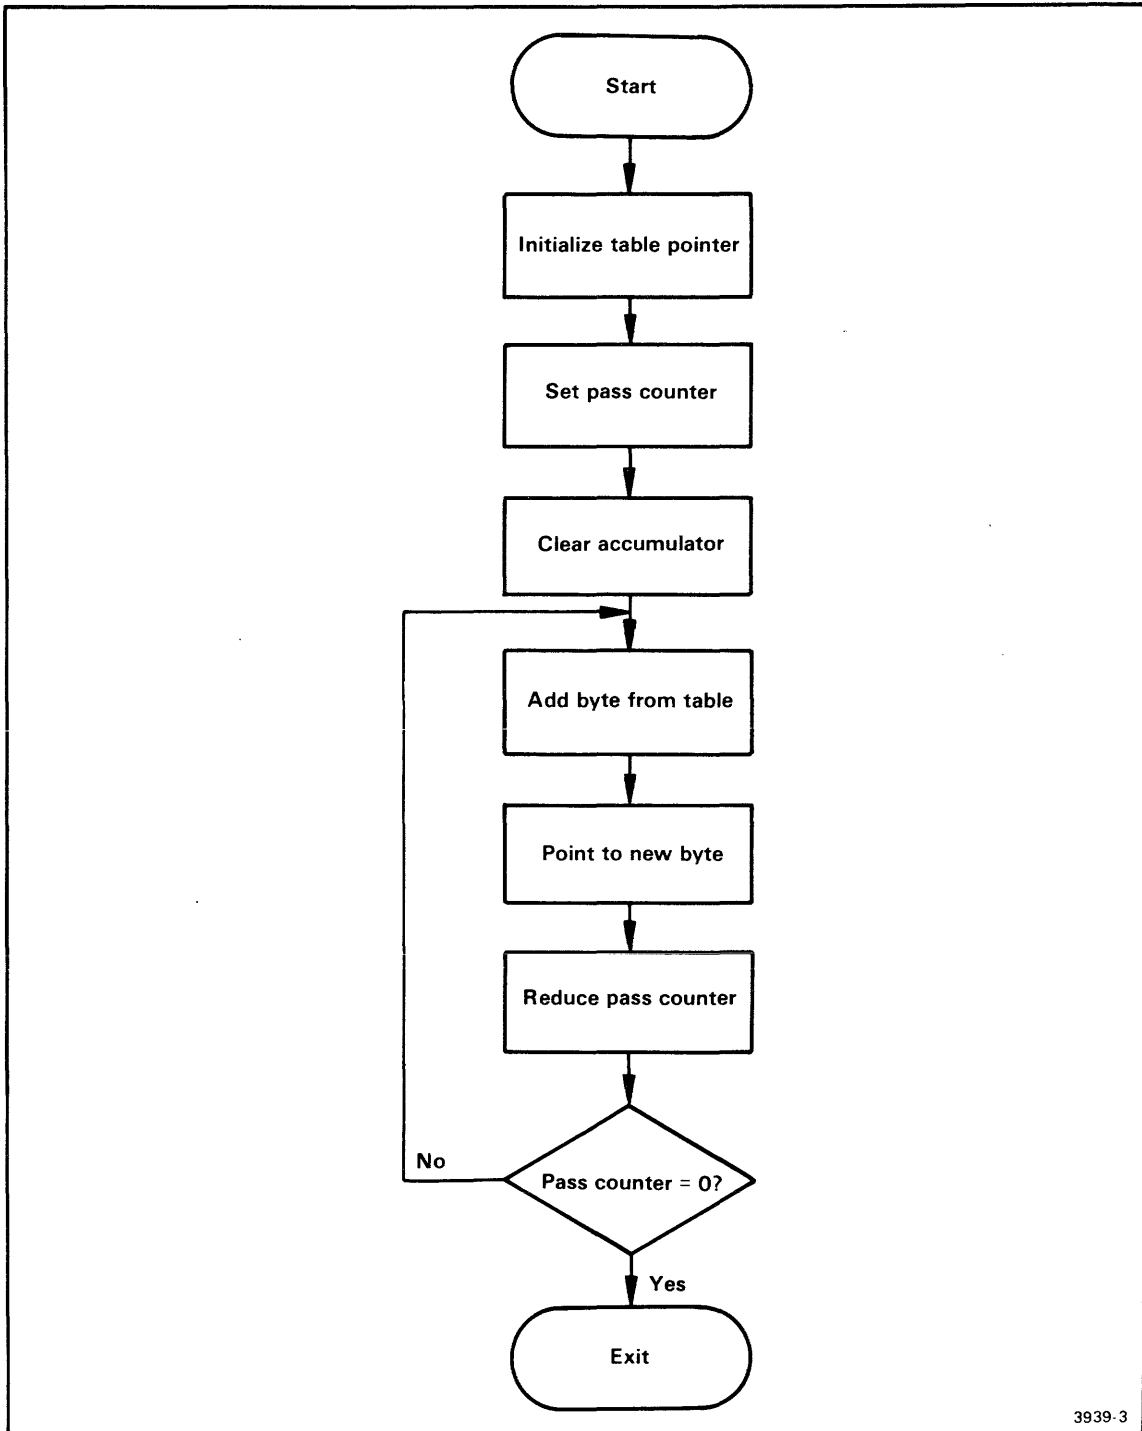 Start
Initialize table pointer
Set pass counter
Clear accumulator
Add byte from table
Point to new byte
Reduce pass counter
No
Pass counter = 0?
Yes
Exit
3939-3